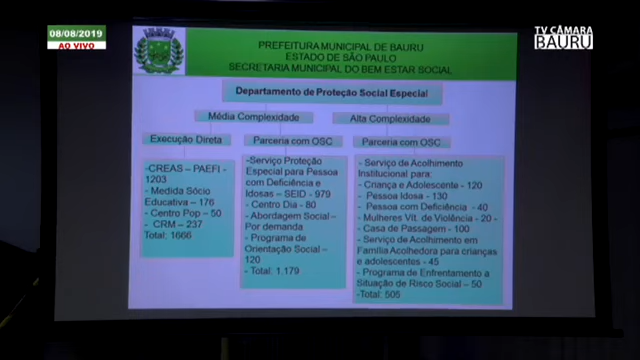 08/08/2019
AO VIVO
TV CÂMARA
BAURU
PREFEITURA MUNICIPAL DE BAURU
ESTADO DE SÃO PAULO
SECRETARIA MUNICIPAL DO BEM ESTAR SOCIAL
Departamento de Proteção Social Especial
Média Complexidade
Alta Complexidade
Execução Direta
Parceria com OSC
Parceria com OSC
-CREAS – PAEFI -
1203
- Medida Sócio
Educativa – 176
- Centro Pop – 50
- CRM – 237
Total: 1666
-Serviço Proteção
Especial para Pessoa
com Deficiência e
Idosas – SEID - 979
- Centro Dia - 80
- Abordagem Social –
Por demanda
- Programa de
Orientação Social –
120
- Total: 1.179
- Serviço de Acolhimento
Institucional para:
- Criança e Adolescente - 120
- Pessoa Idosa - 130
- Pessoa com Deficiência - 40
- Mulheres Vit. de Violência - 20 -
- Casa de Passagem - 100
- Serviço de Acolhimento em
Família Acolhedora para crianças
e adolescentes - 45
- Programa de Enfrentamento a
Situação de Risco Social – 50
-Total: 505